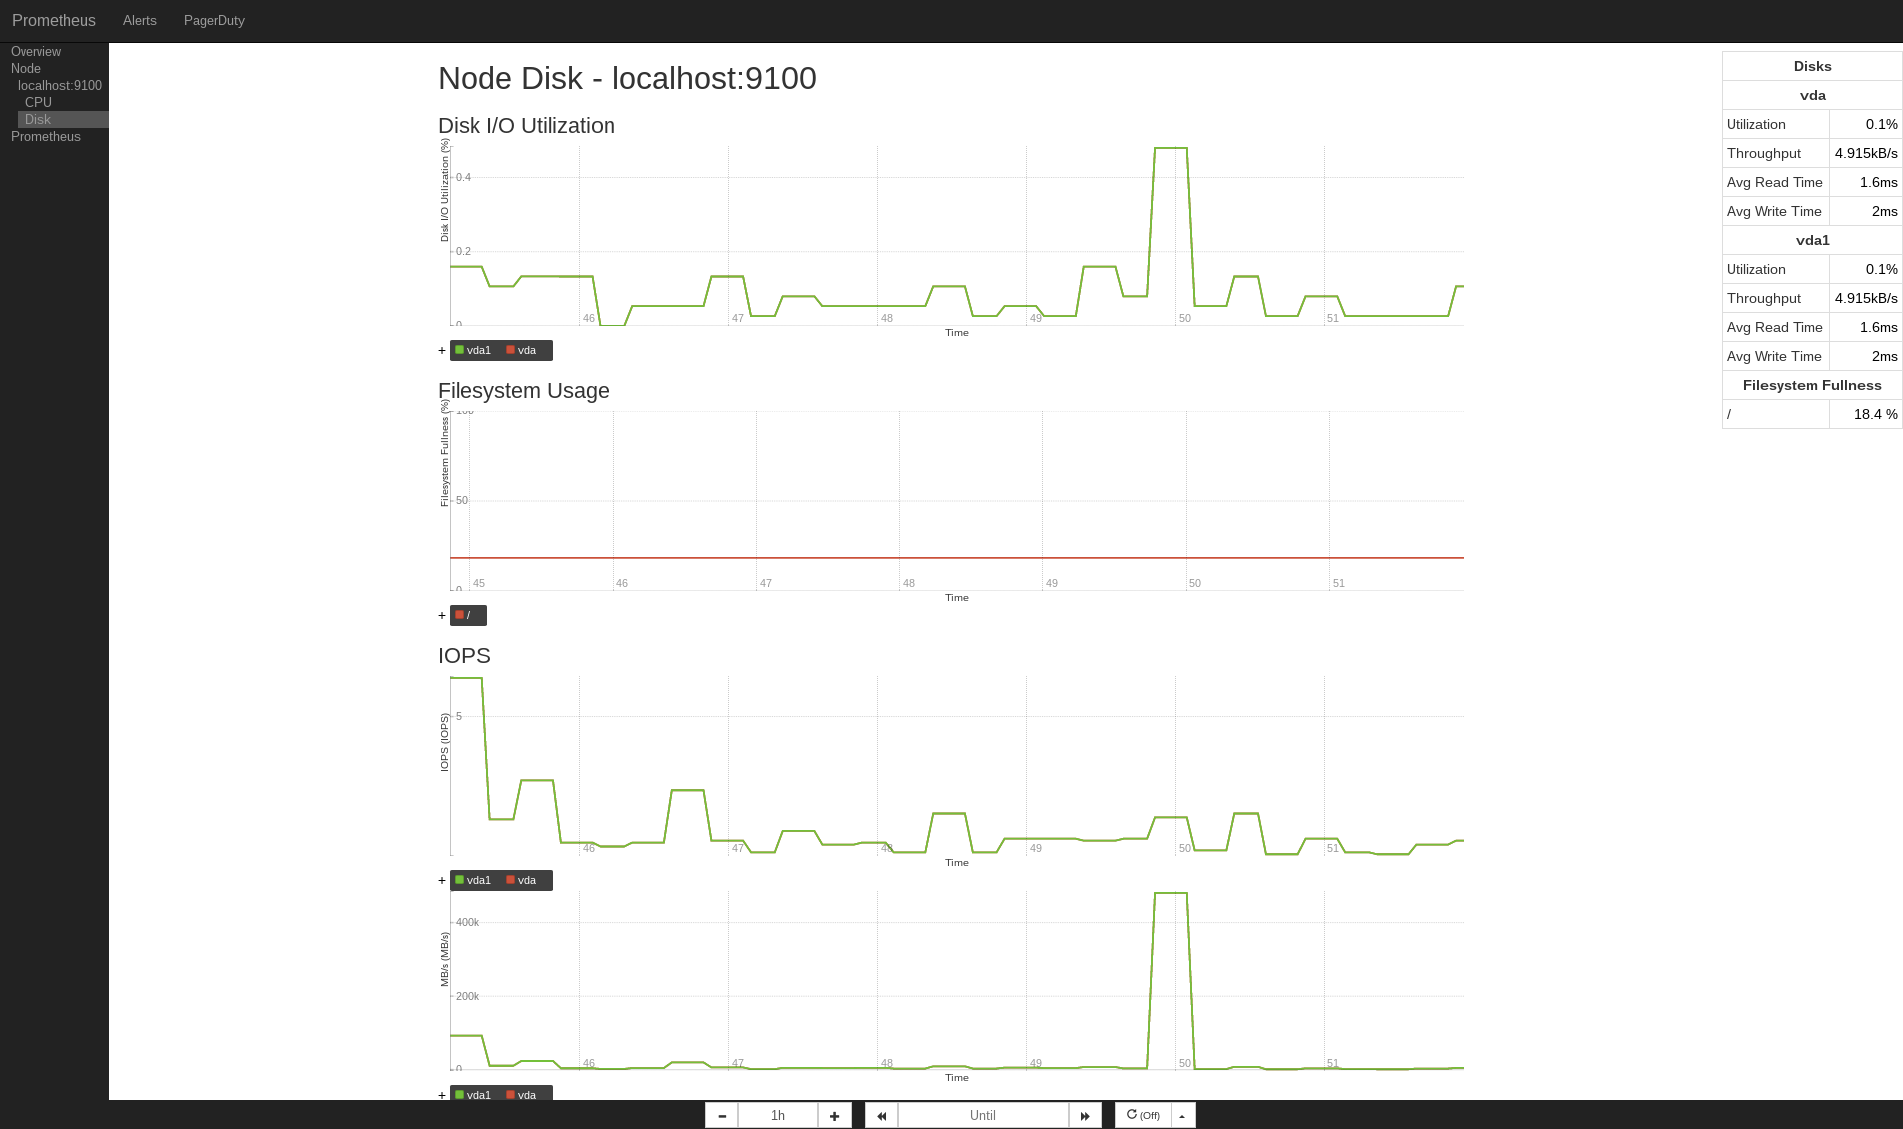 Prometheus Alerts PagerDuty
Overview
Node
localhost:9100
CPU
Disk
Prometheus
Node Disk - localhost:9100
Disk I/O Utilization
Disk I/O Utilization (%)
0.4
0.2
0
46 47 48 49 50 51
Time
+ vda1 vda
Filesystem Usage
Filesystem Fullness (%)
100
50
0
45 46 47 48 49 50 51
Time
+ /
IOPS
IOPS (IOPS)
5
46 47 48 49 50 51
Time
+ vda1 vda
MB/s (MB/s)
400k
200k
0
46 47 48 49 50 51
Time
+ vda1 vda
Disks
vda
Utilization 0.1%
Throughput 4.915kB/s
Avg Read Time 1.6ms
Avg Write Time 2ms
vda1
Utilization 0.1%
Throughput 4.915kB/s
Avg Read Time 1.6ms
Avg Write Time 2ms
Filesystem Fullness
/ 18.4 %
1h Until (Off)